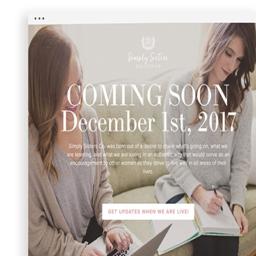 Simply Sisters
COMING SOON
December 1st, 2017
Simply Sisters Co. was born out of a desire to share what's going on, what we
are learning, and what we are loving in an authentic way that would serve as an
encouragement to other women as they strive to live well in all areas of their
lives.
GET UPDATES WHEN WE ARE LIVE!